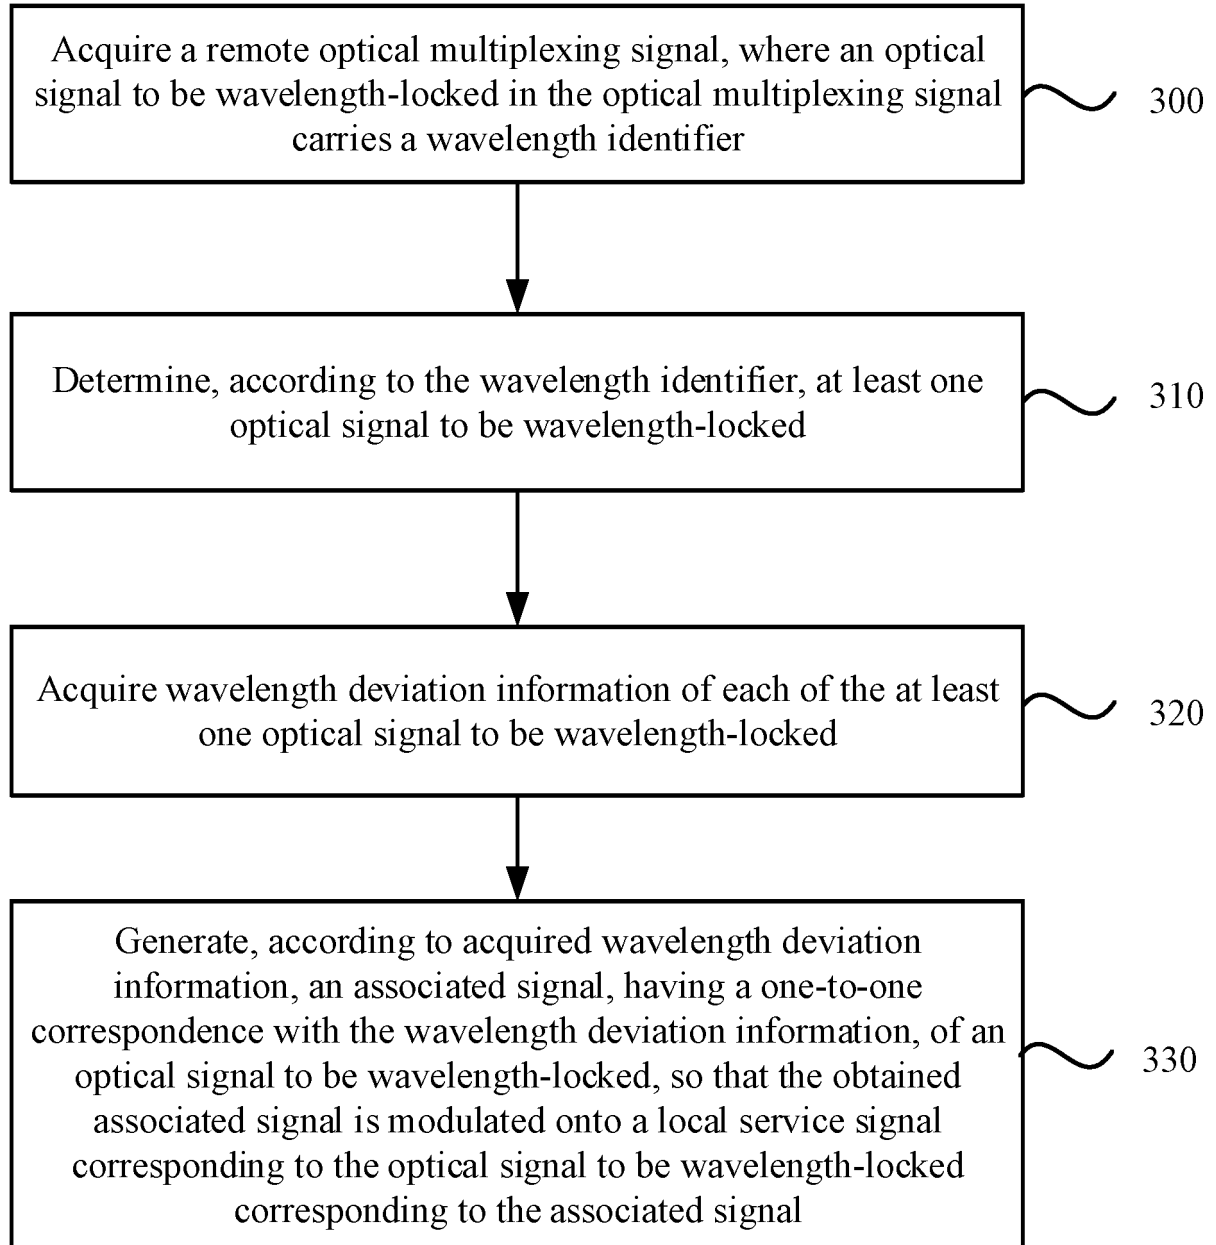 Acquire a remote optical multiplexing signal, where an optical
signal to be wavelength-locked in the optical multiplexing signal
carries a wavelength identifier
300
Determine, according to the wavelength identifier, at least one
optical signal to be wavelength-locked
310
Acquire wavelength deviation information of each of the at least
one optical signal to be wavelength-locked
320
Generate, according to acquired wavelength deviation
information, an associated signal, having a one-to-one
correspondence with the wavelength deviation information, of an
optical signal to be wavelength-locked, so that the obtained
associated signal is modulated onto a local service signal
corresponding to the optical signal to be wavelength-locked
corresponding to the associated signal
330